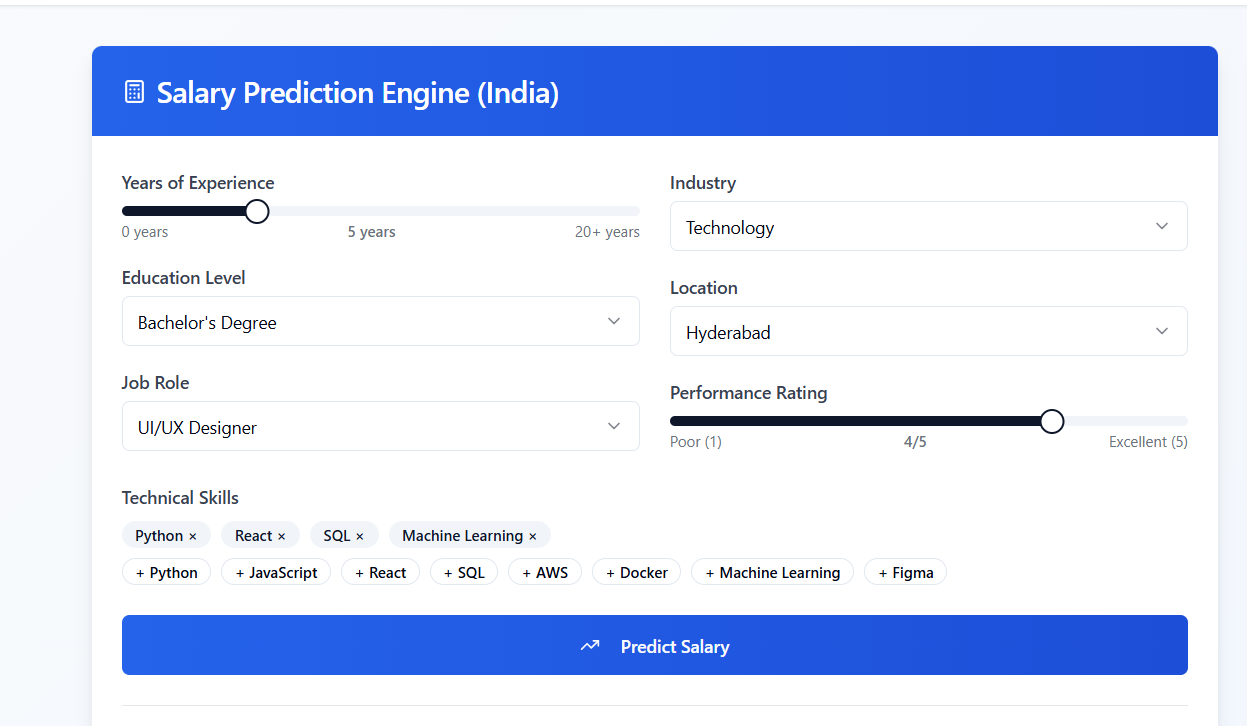 Salary Prediction Engine (India)
Years of Experience
0 years 5 years 20+ years
Education Level
Bachelor's Degree
Job Role
UI/UX Designer
Industry
Technology
Location
Hyderabad
Performance Rating
Poor (1) 4/5 Excellent (5)
Technical Skills
Python × React × SQL × Machine Learning ×
+ Python + JavaScript + React + SQL + AWS + Docker + Machine Learning + Figma
Predict Salary